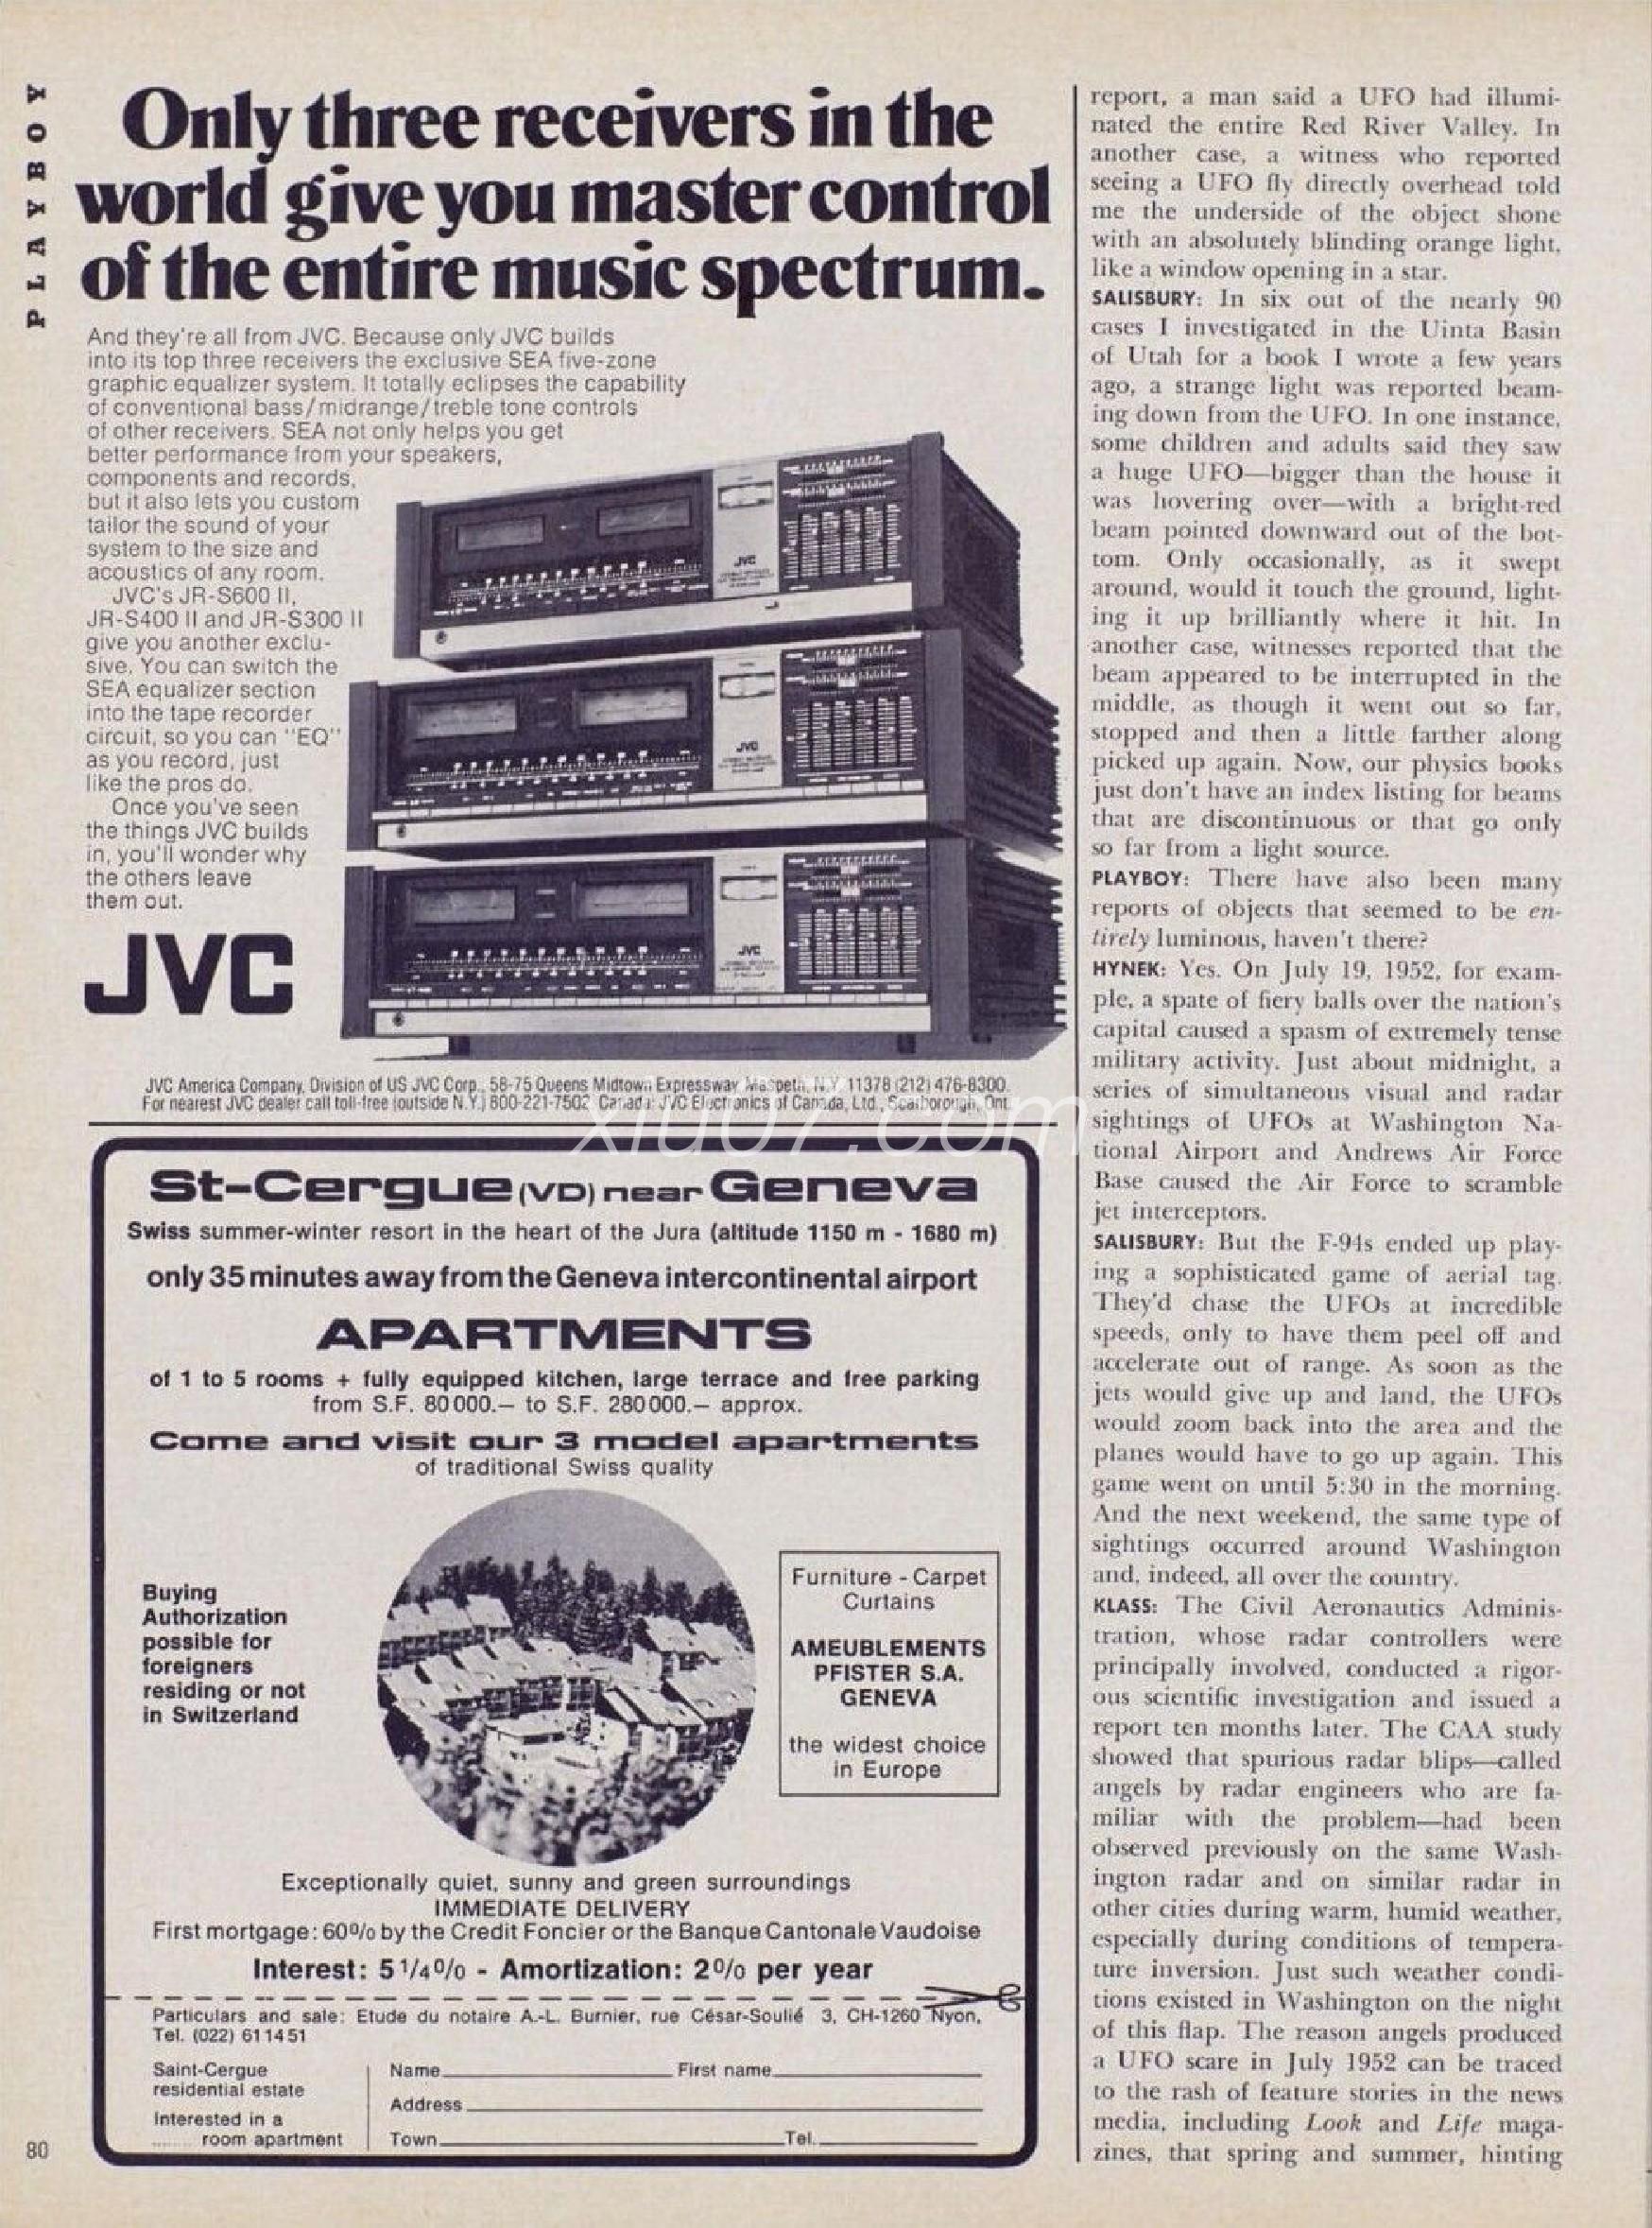 PLAYBOY
Only three receivers in the
world give you master control
of the entire music spectrum.
And they're all from JVC. Because only JVC builds
into its top three receivers the exclusive SEA five-zone
graphic equalizer system. It totally eclipses the capability
of conventional bass/midrange/treble tone controls
of other receivers. SEA not only helps you get
better performance from your speakers,
components and records,
but it also lets you custom
tailor the sound of your
system to the size and
acoustics of any room.
JVC's JR-S600 II,
JR-S400 II and JR-S300 II
give you another exclu-
sive. You can switch the
SEA equalizer section
into the tape recorder
circuit, so you can "EQ"
as you record, just
like the pros do.
Once you've seen
the things JVC builds
in, you'll wonder why
the others leave
them out.
JVC
JVC
JVC
JVC
JVC America Company, Division of US JVC Corp., 58-75 Queens Midtown Expressway, Maspeth, N.Y. 11378 (212) 476-8300.
For nearest JVC dealer call toll-free (outside N.Y.) 800-221-7502. Canada: JVC Electronics of Canada, Ltd., Scarborough, Ont.
xiu07.com
St-Cergue (VD) near Geneva
Swiss summer-winter resort in the heart of the Jura (altitude 1150 m - 1680 m)
only 35 minutes away from the Geneva intercontinental airport
APARTMENTS
of 1 to 5 rooms + fully equipped kitchen, large terrace and free parking
from S.F. 80 000.– to S.F. 280 000.– approx.
Come and visit our 3 model apartments
of traditional Swiss quality
Buying
Authorization
possible for
foreigners
residing or not
in Switzerland
Furniture - Carpet
Curtains
AMEUBLEMENTS
PFISTER S.A.
GENEVA
the widest choice
in Europe
Exceptionally quiet, sunny and green surroundings
IMMEDIATE DELIVERY
First mortgage: 60% by the Credit Foncier or the Banque Cantonale Vaudoise
Interest: 5 1/4% - Amortization: 2% per year
Particulars and sale: Etude du notaire A.-L. Burnier, rue César-Soulié 3, CH-1260 Nyon,
Tel. (022) 61 14 51
Saint-Cergue
residential estate
Interested in a
........ room apartment
Name First name
Address
Town Tel.
80
report, a man said a UFO had illumi-
nated the entire Red River Valley. In
another case, a witness who reported
seeing a UFO fly directly overhead told
me the underside of the object shone
with an absolutely blinding orange light,
like a window opening in a star.
SALISBURY: In six out of the nearly 90
cases I investigated in the Uinta Basin
of Utah for a book I wrote a few years
ago, a strange light was reported beam-
ing down from the UFO. In one instance,
some children and adults said they saw
a huge UFO—bigger than the house it
was hovering over—with a bright-red
beam pointed downward out of the bot-
tom. Only occasionally, as it swept
around, would it touch the ground, light-
ing it up brilliantly where it hit. In
another case, witnesses reported that the
beam appeared to be interrupted in the
middle, as though it went out so far,
stopped and then a little farther along
picked up again. Now, our physics books
just don't have an index listing for beams
that are discontinuous or that go only
so far from a light source.
PLAYBOY: There have also been many
reports of objects that seemed to be en-
tirely luminous, haven't there?
HYNEK: Yes. On July 19, 1952, for exam-
ple, a spate of fiery balls over the nation's
capital caused a spasm of extremely tense
military activity. Just about midnight, a
series of simultaneous visual and radar
sightings of UFOs at Washington Na-
tional Airport and Andrews Air Force
Base caused the Air Force to scramble
jet interceptors.
SALISBURY: But the F-94s ended up play-
ing a sophisticated game of aerial tag.
They'd chase the UFOs at incredible
speeds, only to have them peel off and
accelerate out of range. As soon as the
jets would give up and land, the UFOs
would zoom back into the area and the
planes would have to go up again. This
game went on until 5:30 in the morning.
And the next weekend, the same type of
sightings occurred around Washington
and, indeed, all over the country.
KLASS: The Civil Aeronautics Adminis-
tration, whose radar controllers were
principally involved, conducted a rigor-
ous scientific investigation and issued a
report ten months later. The CAA study
showed that spurious radar blips—called
angels by radar engineers who are fa-
miliar with the problem—had been
observed previously on the same Wash-
ington radar and on similar radar in
other cities during warm, humid weather,
especially during conditions of tempera-
ture inversion. Just such weather condi-
tions existed in Washington on the night
of this flap. The reason angels produced
a UFO scare in July 1952 can be traced
to the rash of feature stories in the news
media, including Look and Life maga-
zines, that spring and summer, hinting